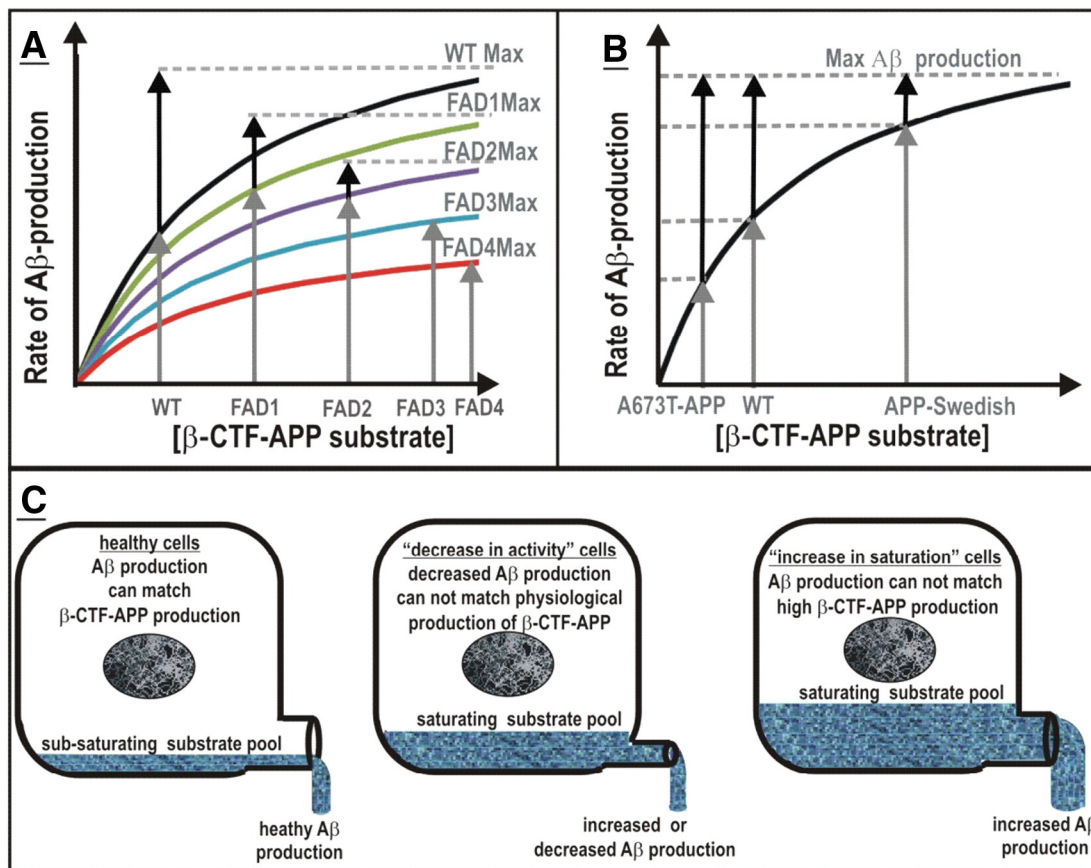 A
Rate of Aβ-production
WT Max
FAD1Max
FAD2Max
FAD3Max
FAD4Max
WT FAD1 FAD2 FAD3 FAD4
[β-CTF-APP substrate]
B
Rate of Aβ-production
Max Aβ production
A673T-APP WT APP-Swedish
[β-CTF-APP substrate]
C
healthy cells
Aβ production
can match
β-CTF-APP production
sub-saturating substrate pool
heathy Aβ
production
"decrease in activity" cells
decreased Aβ production
can not match physiological
production of β-CTF-APP
saturating substrate pool
increased or
decreased Aβ production
"increase in saturation" cells
Aβ production can not match
high β-CTF-APP production
saturating substrate pool
increased Aβ
production